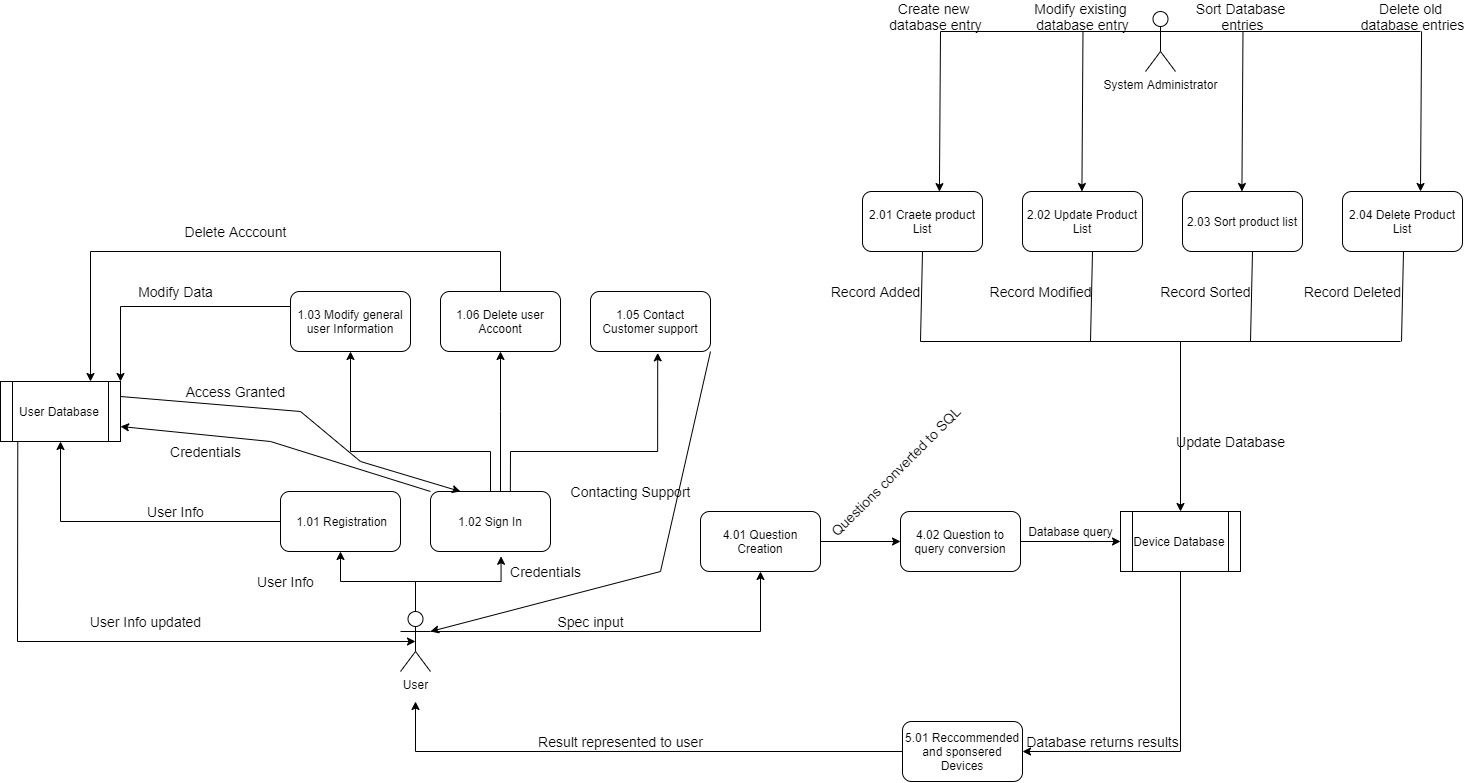 Create new
database entry
Modify existing
database entry
Sort Database
entries
Delete old
database entries
System Administrator
2.01 Craete product
List
2.02 Update Product
List
2.03 Sort product list
2.04 Delete Product
List
Delete Acccount
Record Added
Record Modified
Record Sorted
Record Deleted
Modify Data
1.03 Modify general
user Information
1.06 Delete user
Accoont
1.05 Contact
Customer support
Access Granted
User Database
Credentials
Questions converted to SQL
Update Database
Contacting Support
User Info
1.01 Registration
1.02 Sign In
4.01 Question
Creation
4.02 Question to
query conversion
Database query
Device Database
User Info
Credentials
User Info updated
Spec input
User
Result represented to user
5.01 Reccommended
and sponsered
Devices
Database returns results